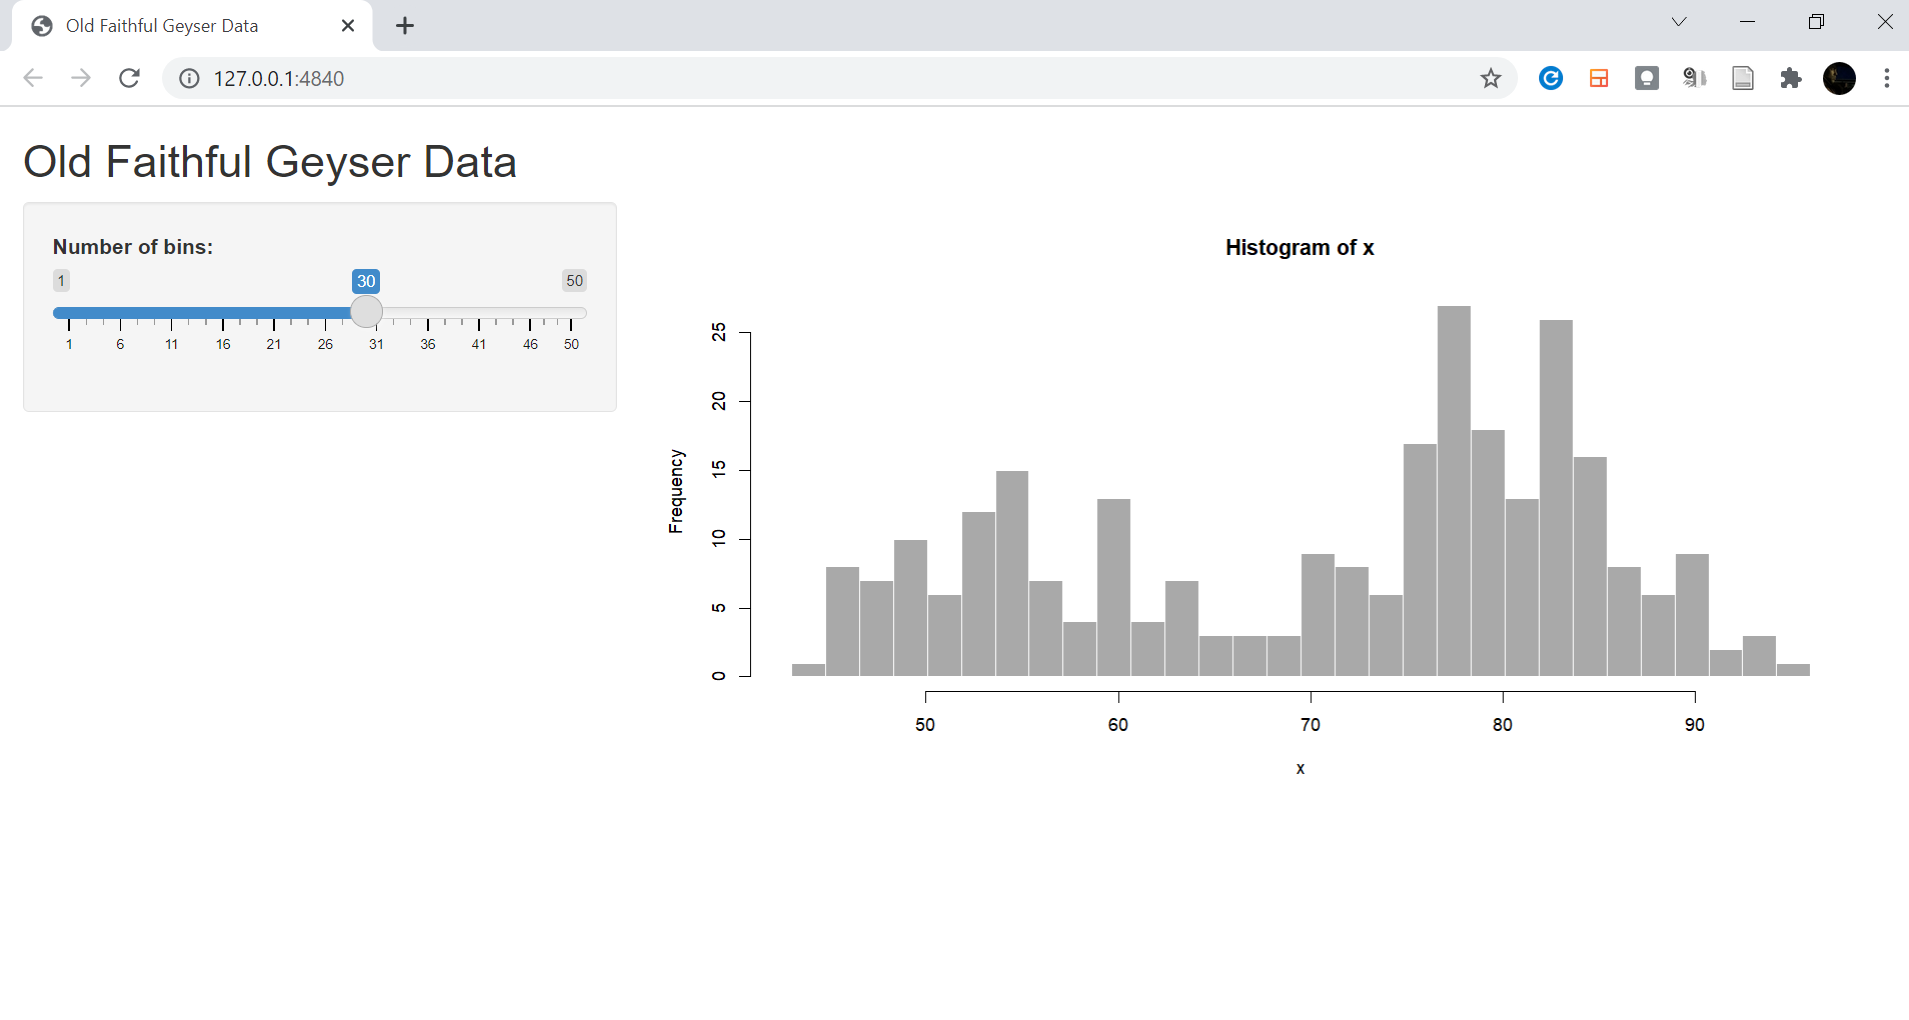 Old Faithful Geyser Data
127.0.0.1:4840
Old Faithful Geyser Data
Number of bins:
1 30 50
1 6 11 16 21 26 31 36 41 46 50
Histogram of x
Frequency
25
20
15
10
5
0
50 60 70 80 90
x